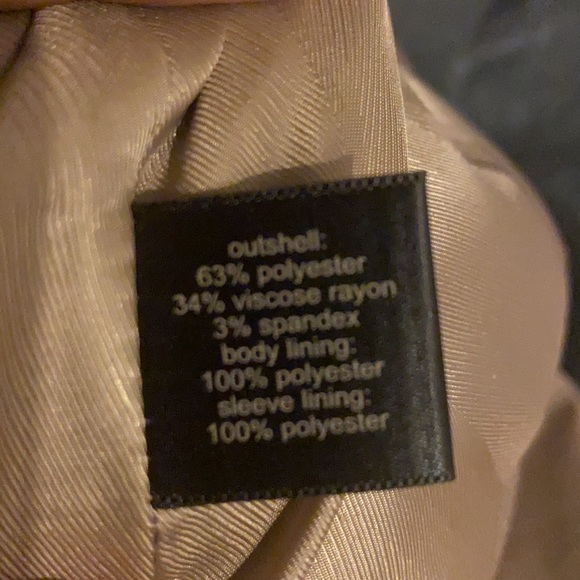 outshell:
63% polyester
34% viscose rayon
3% spandex
body lining:
100% polyester
sleeve lining:
100% polyester